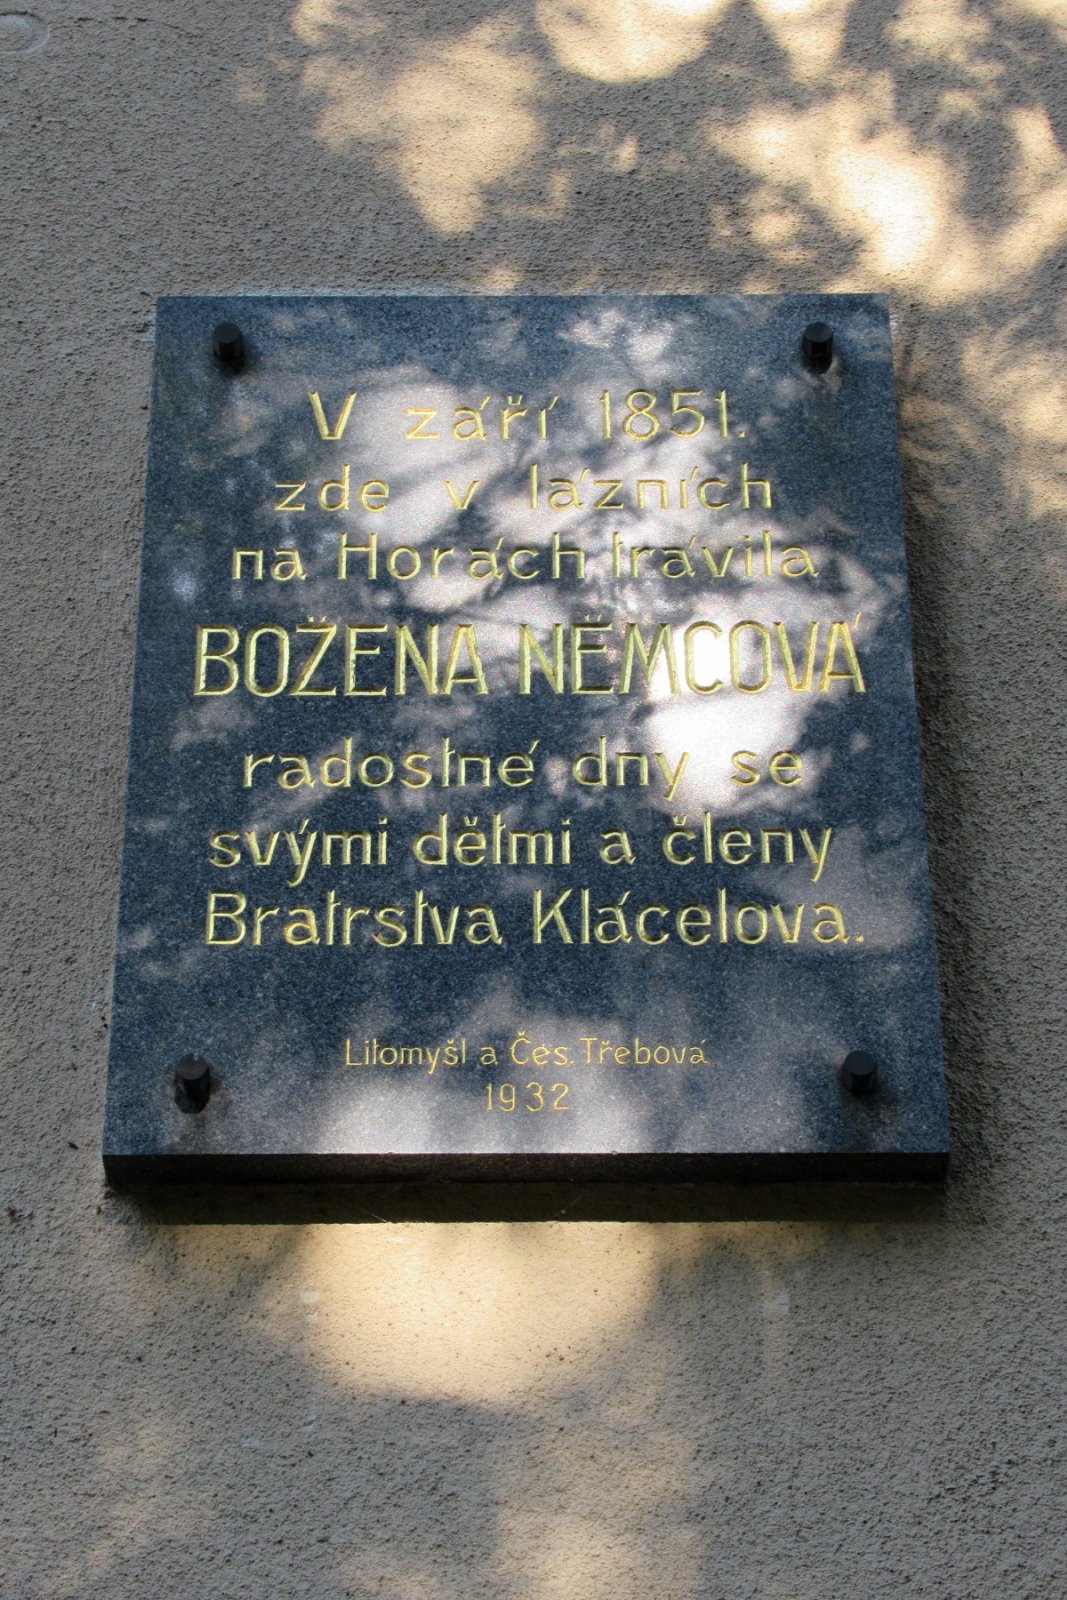 V září 1851.
zde v lázních
na Horách trávila
BOŽENA NĚMCOVÁ
radostné dny se
svými dětmi a členy
Bratrstva Klácelova.
Litomyšl a Čes. Třebová
1932